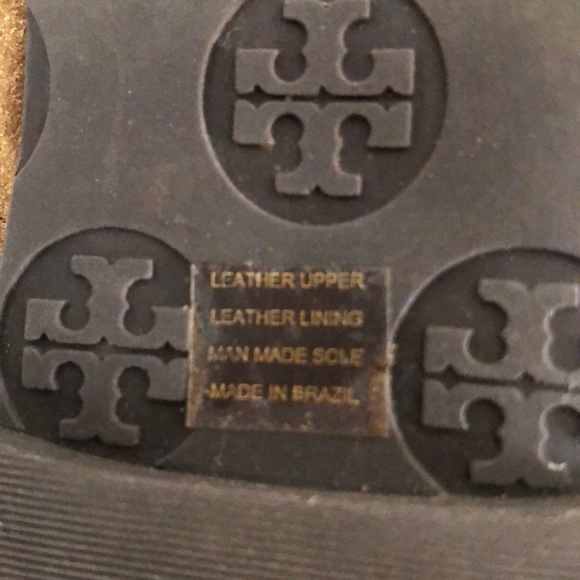 LEATHER UPPER
LEATHER LINING
MAN MADE SOLE
MADE IN BRAZIL